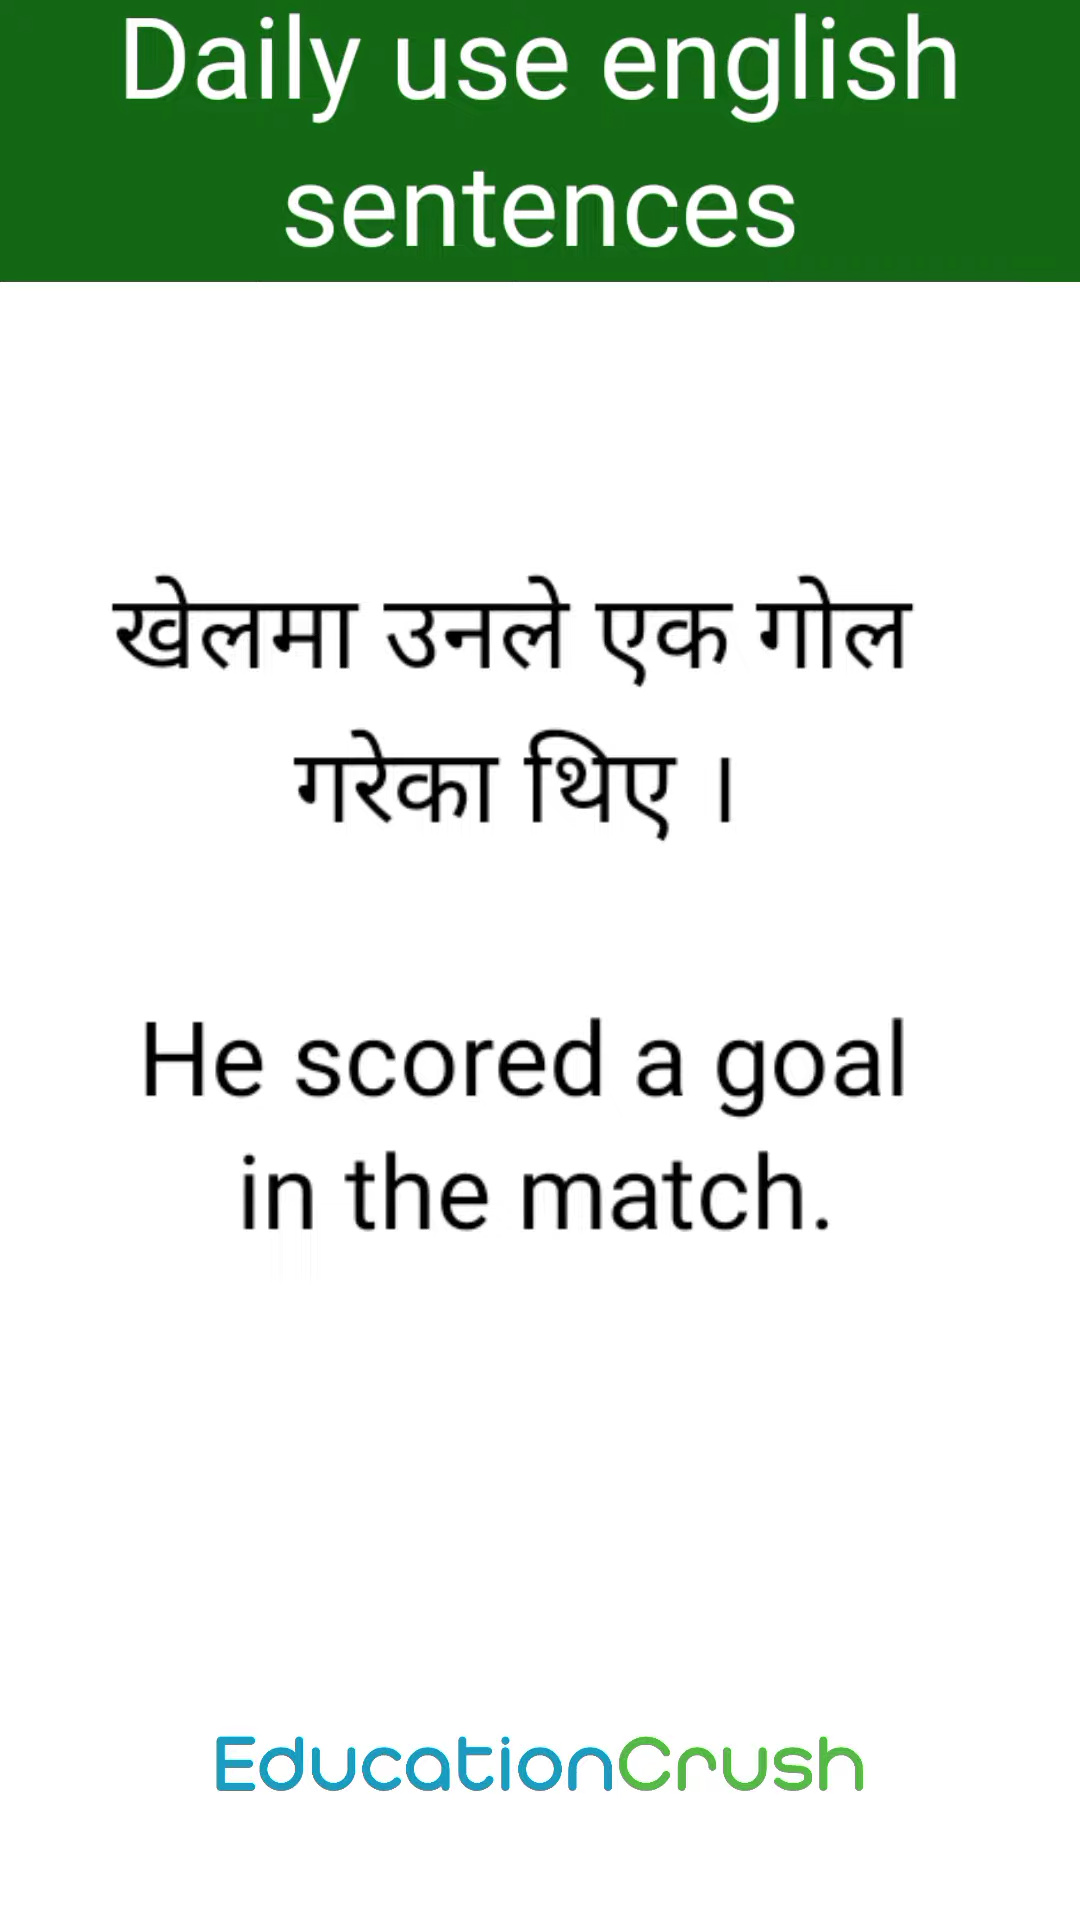 Daily use english
sentences
खेलमा उनले एक गोल
गरेका थिए ।
He scored a goal
in the match.
EducationCrush